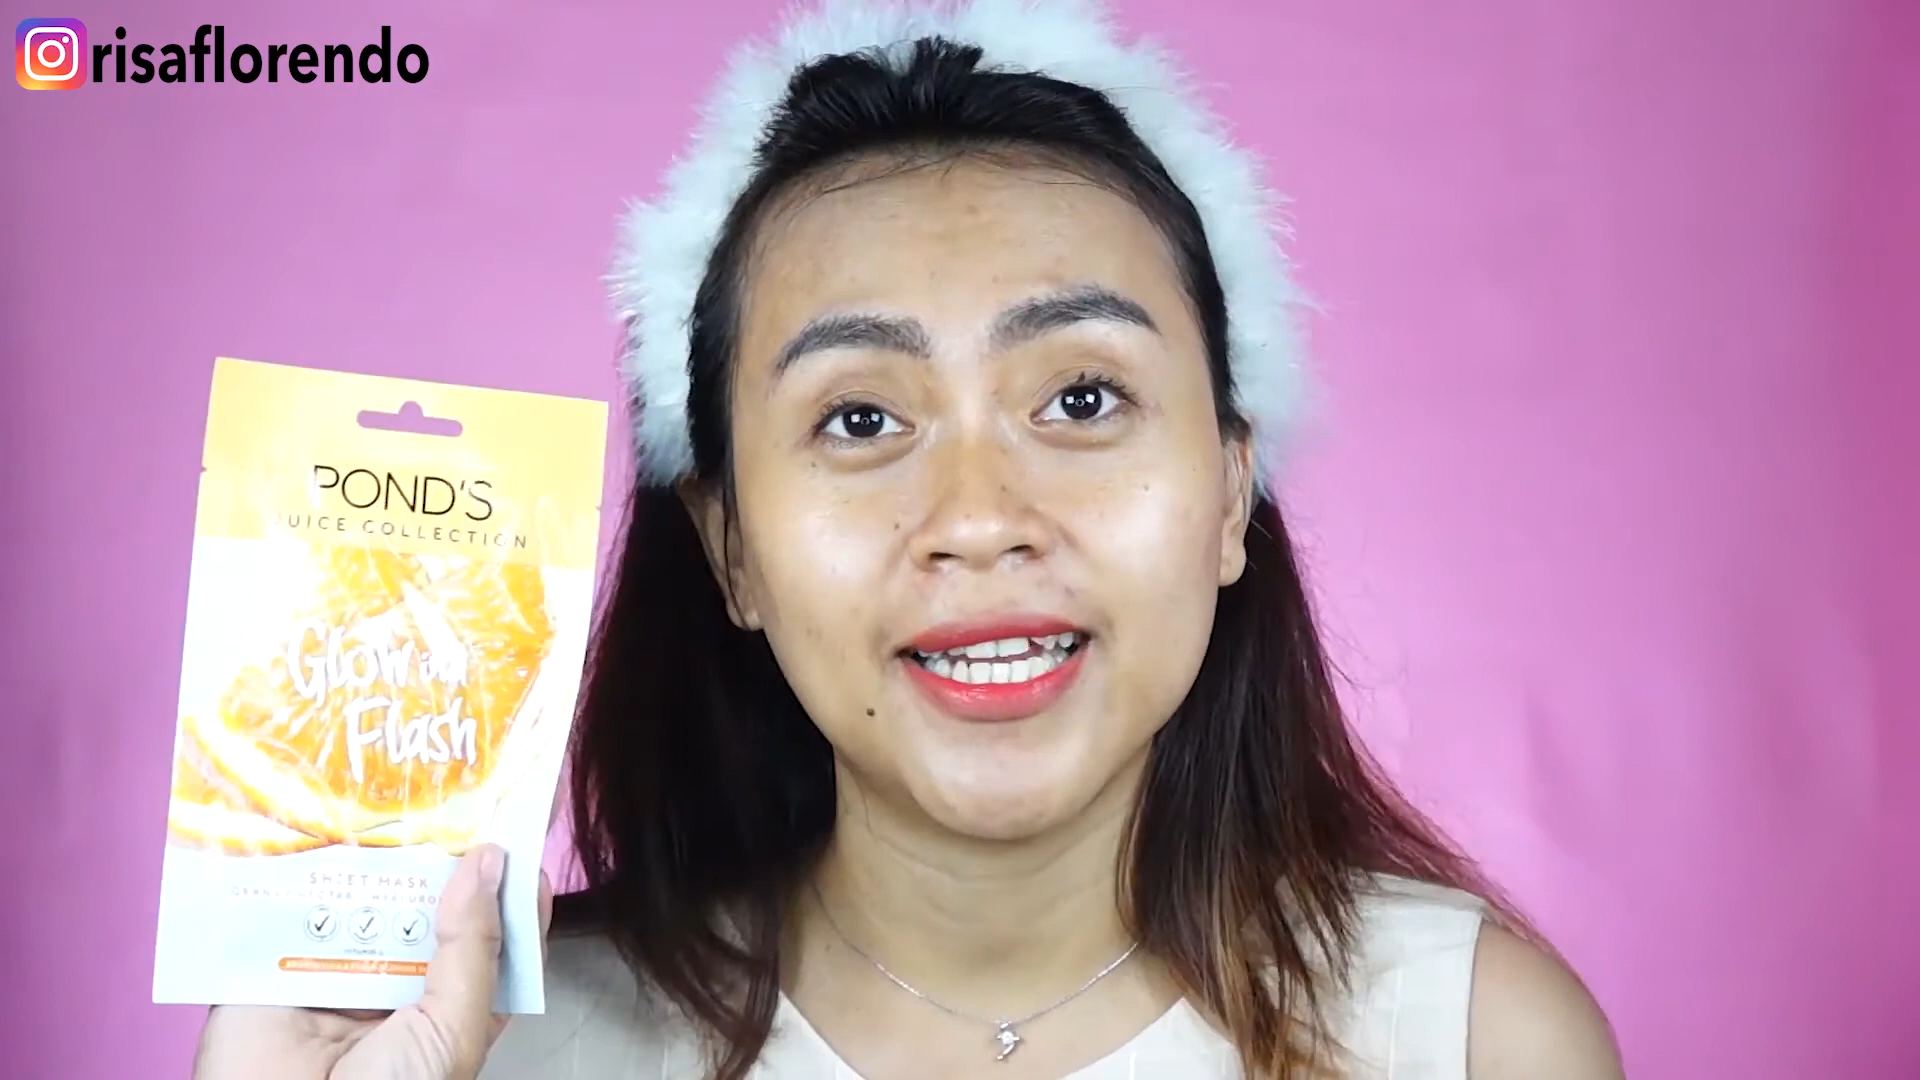 risaflorendo
POND'S
JUICE COLLECTION
Glow in a
Flash
SHEET MASK